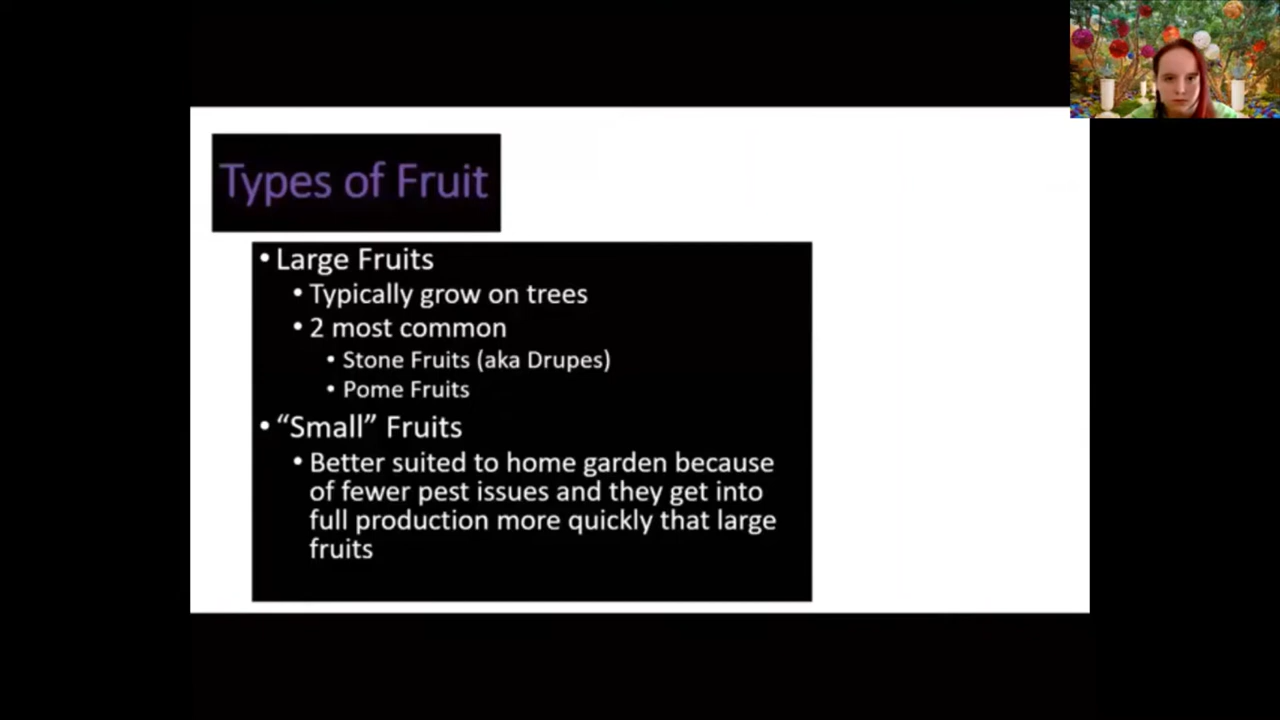 Types of Fruit
• Large Fruits
• Typically grow on trees
• 2 most common
• Stone Fruits (aka Drupes)
• Pome Fruits
• “Small” Fruits
• Better suited to home garden because
of fewer pest issues and they get into
full production more quickly that large
fruits